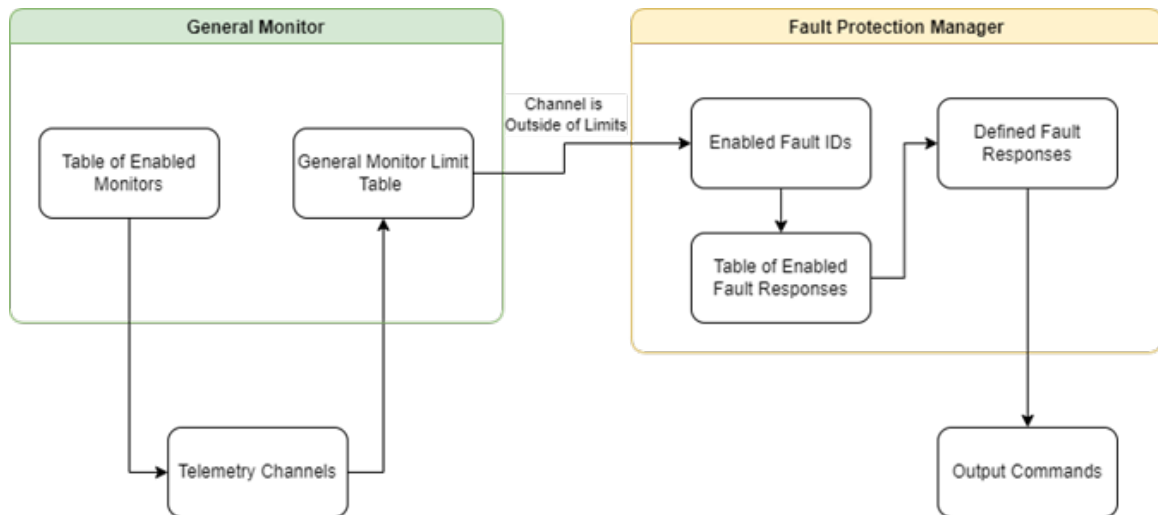 General Monitor
Fault Protection Manager
Channel is
Outside of Limits
Table of Enabled
Monitors
General Monitor Limit
Table
Enabled Fault IDs
Defined Fault
Responses
Table of Enabled
Fault Responses
Telemetry Channels
Output Commands